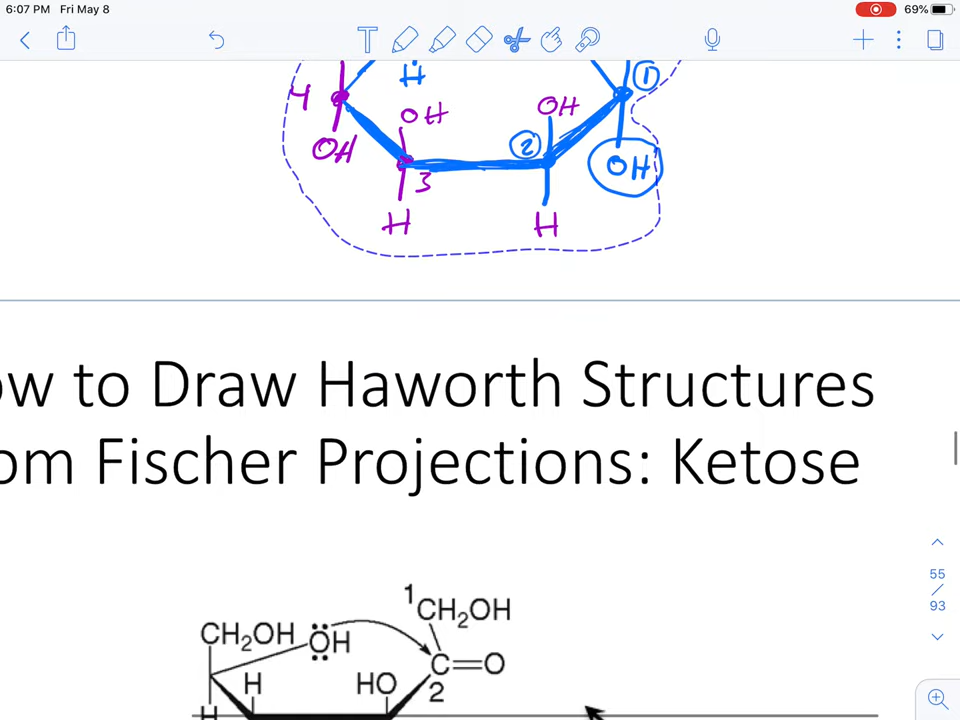 6:07 PM Fri May 8
69%
T
H
1
4
OH
OH
OH
2
OH
3
H
H
ow to Draw Haworth Structures
om Fischer Projections: Ketose
55
/
93
1
CH2OH
CH2OH
ÖH
C=O
H
HO
2
H